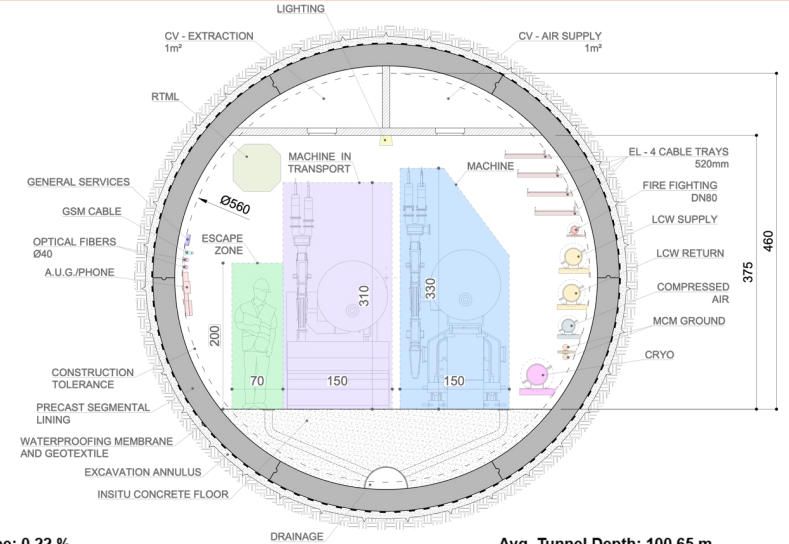 LIGHTING
CV - EXTRACTION
1m²
CV - AIR SUPPLY
1m²
RTML
MACHINE IN
TRANSPORT
MACHINE
EL - 4 CABLE TRAYS
520mm
FIRE FIGHTING
DN80
GENERAL SERVICES
GSM CABLE
OPTICAL FIBERS
Ø40
A.U.G./PHONE
Ø560
ESCAPE
ZONE
LCW SUPPLY
LCW RETURN
COMPRESSED
AIR
MCM GROUND
CRYO
200
310
330
375
460
70
150
150
CONSTRUCTION
TOLERANCE
PRECAST SEGMENTAL
LINING
WATERPROOFING MEMBRANE
AND GEOTEXTILE
EXCAVATION ANNULUS
INSITU CONCRETE FLOOR
DRAINAGE
0.22 %
Avg. Tunnel Depth: 100.65 m